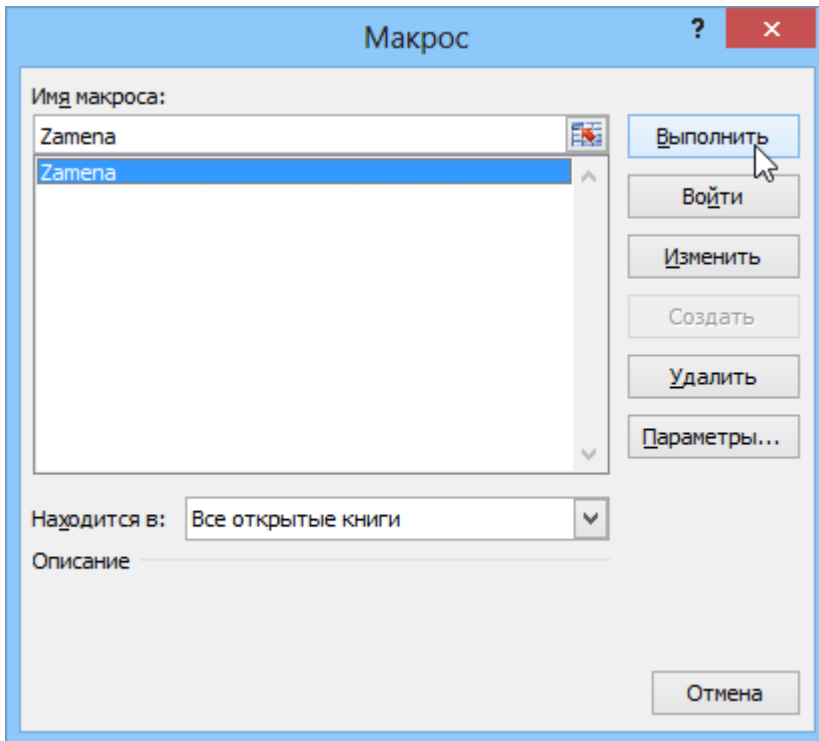 Макрос
?
Имя макроса:
Zamena
Выполнить
Zamena
Войти
Изменить
Создать
Удалить
Параметры...
Находится в:
Все открытые книги
Описание
Отмена